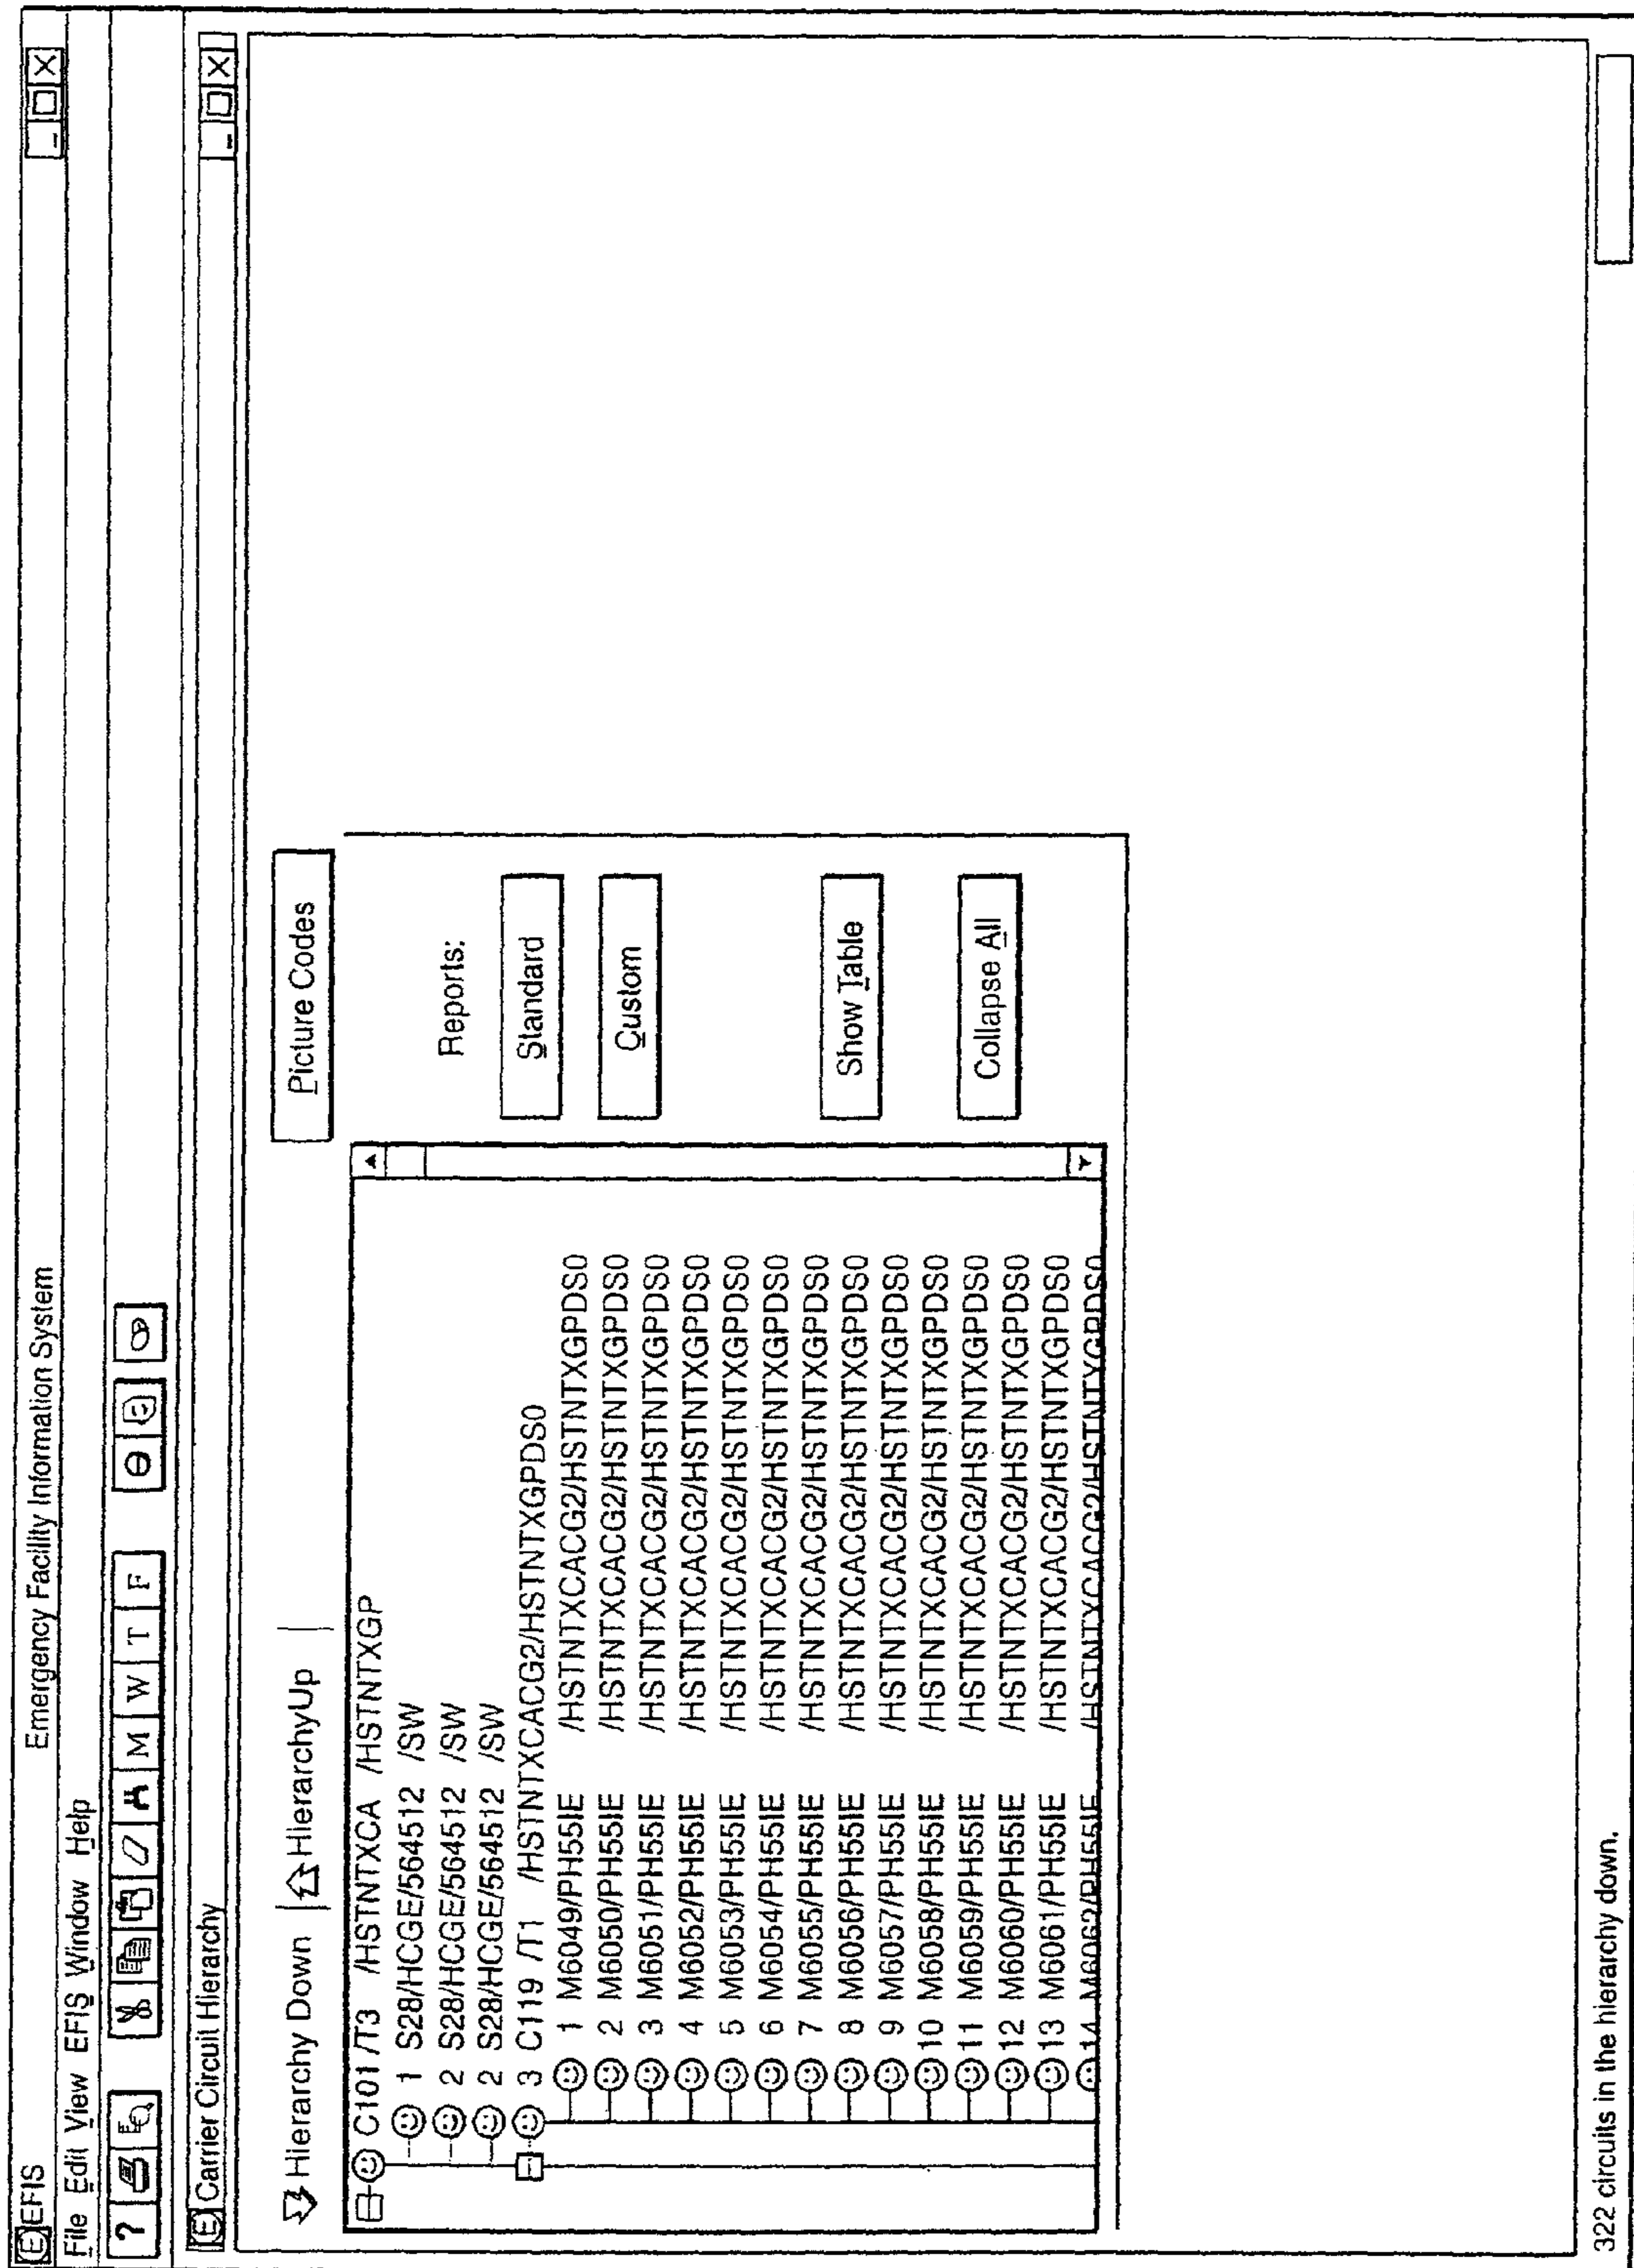 EFIS Emergency Facility Information System
File Edit View EFIS Window Help
? M W T F
Carrier Circuit Hierarchy
Hierarchy Down HierarchyUp Picture Codes
C101 /T3 /HSTNTXCA /HSTNTXGP
1 S28/HCGE/564512 /SW
2 S28/HCGE/564512 /SW
2 S28/HCGE/564512 /SW
3 C119 /T1 /HSTNTXCACG2/HSTNTXGPDS0
1 M6049/PH55IE /HSTNTXCACG2/HSTNTXGPDS0
2 M6050/PH55IE /HSTNTXCACG2/HSTNTXGPDS0
3 M6051/PH55IE /HSTNTXCACG2/HSTNTXGPDS0
4 M6052/PH55IE /HSTNTXCACG2/HSTNTXGPDS0
5 M6053/PH55IE /HSTNTXCACG2/HSTNTXGPDS0
6 M6054/PH55IE /HSTNTXCACG2/HSTNTXGPDS0
7 M6055/PH55IE /HSTNTXCACG2/HSTNTXGPDS0
8 M6056/PH55IE /HSTNTXCACG2/HSTNTXGPDS0
9 M6057/PH55IE /HSTNTXCACG2/HSTNTXGPDS0
10 M6058/PH55IE /HSTNTXCACG2/HSTNTXGPDS0
11 M6059/PH55IE /HSTNTXCACG2/HSTNTXGPDS0
12 M6060/PH55IE /HSTNTXCACG2/HSTNTXGPDS0
13 M6061/PH55IE /HSTNTXCACG2/HSTNTXGPDS0
14 M6062/PH55IE /HSTNTXCACG2/HSTNTXGPDS0
Reports:
Standard
Custom
Show Table
Collapse All
322 circuits in the hierarchy down.